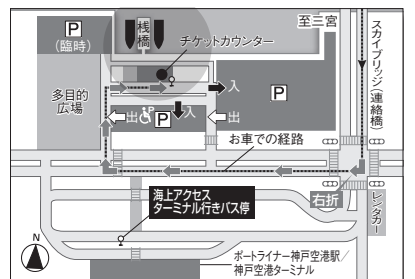 P
(臨時)
桟橋
至三宮
チケットカウンター
スカイブリッジ(連絡橋)
多目的
広場
入
P
入
出
P
出
お車での経路
海上アクセス
ターミナル行きバス停
右折
レンタカー
N
ポートライナー神戸空港駅/
神戸空港ターミナル